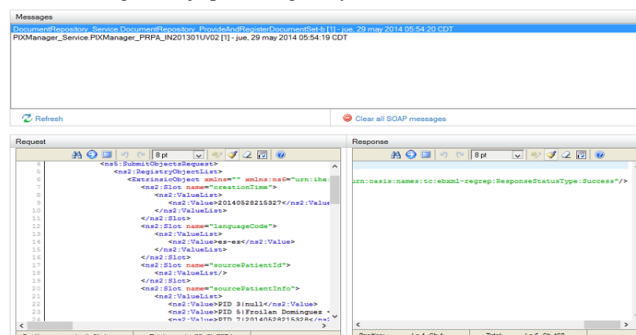 Messages
DocumentRepository_Service.DocumentRepository_ProvideAndRegisterDocumentSet-b [1] - jue, 29 may 2014 05:54:20 CDT
PIXManager_Service.PIXManager_PRPA_IN201301UV02 [1] - jue, 29 may 2014 05:54:19 CDT
Refresh
Clear all SOAP messages
Request
Response
8 pt
8 pt
<ns5:SubmitObjectsRequest>
<ns2:RegistryObjectList>
<ExtrinsicObject xmlns="" xmlns:ns6="urn:ihe:
<ns2:Slot name="creationTime">
<ns2:ValueList>
<ns2:Value>20140528215327</ns2:Value
</ns2:ValueList>
</ns2:Slot>
<ns2:Slot name="languageCode">
<ns2:ValueList>
<ns2:Value>es-es</ns2:Value>
</ns2:ValueList>
</ns2:Slot>
<ns2:Slot name="sourcePatientId">
<ns2:ValueList/>
</ns2:Slot>
<ns2:Slot name="sourcePatientInfo">
<ns2:ValueList>
<ns2:Value>PID 3|null</ns2:Value>
<ns2:Value>PID 5|Froilan Dominguez
<ns2:Value>PID 7|20140528215328</ns2
urn:oasis:names:tc:ebxml-regrep:ResponseStatusType:Success"/>